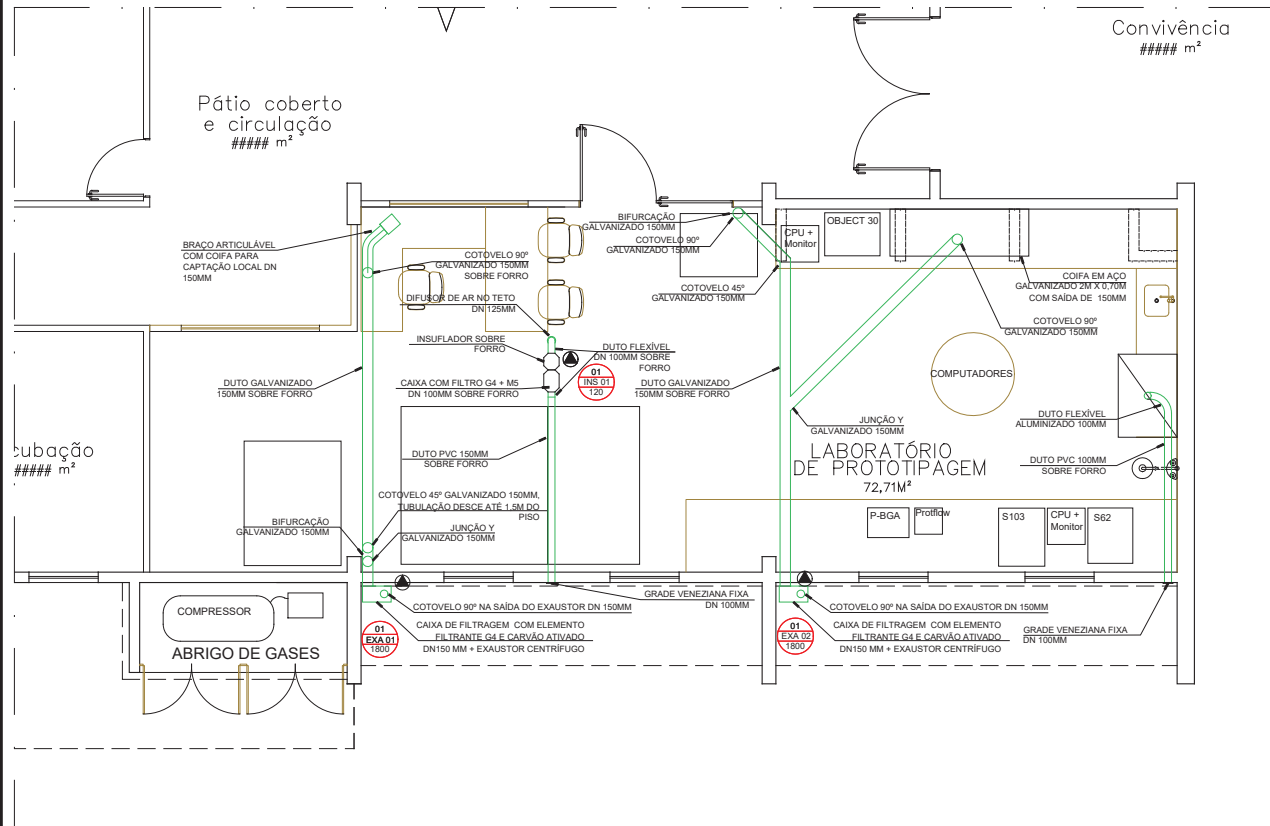 Convivência
##### m²
Pátio coberto
e circulação
##### m²
BRAÇO ARTICULÁVEL
COM COIFA PARA
CAPTAÇÃO LOCAL DN
150MM
COTOVELO 90º
GALVANIZADO 150MM
SOBRE FORRO
DIFUSOR DE AR NO TETO
DN 125MM
INSUFLADOR SOBRE
FORRO
CAIXA COM FILTRO G4 + M5
DN 100MM SOBRE FORRO
DUTO GALVANIZADO
150MM SOBRE FORRO
DUTO FLEXÍVEL
DN 100MM SOBRE
FORRO
01
INS 01
120
BIFURCAÇÃO
GALVANIZADO 150MM
COTOVELO 90º
GALVANIZADO 150MM
COTOVELO 45º
GALVANIZADO 150MM
DUTO GALVANIZADO
150MM SOBRE FORRO
CPU +
Monitor
OBJECT 30
COIFA EM AÇO
GALVANIZADO 2M X 0,70M
COM SAÍDA DE 150MM
COTOVELO 90º
GALVANIZADO 150MM
COMPUTADORES
JUNÇÃO Y
GALVANIZADO 150MM
DUTO FLEXÍVEL
ALUMINIZADO 100MM
DUTO PVC 100MM
SOBRE FORRO
LABORATÓRIO
DE PROTOTIPAGEM
72,71M²
cubação
##### m²
DUTO PVC 150MM
SOBRE FORRO
COTOVELO 45º GALVANIZADO 150MM,
TUBULAÇÃO DESCE ATÉ 1,5M DO
PISO
BIFURCAÇÃO
GALVANIZADO 150MM
JUNÇÃO Y
GALVANIZADO 150MM
P-BGA
Protflow
S103
CPU +
Monitor
S62
GRADE VENEZIANA FIXA
DN 100MM
COMPRESSOR
ABRIGO DE GASES
01
EXA 01
1800
COTOVELO 90º NA SAÍDA DO EXAUSTOR DN 150MM
CAIXA DE FILTRAGEM COM ELEMENTO
FILTRANTE G4 E CARVÃO ATIVADO
DN150 MM + EXAUSTOR CENTRÍFUGO
01
EXA 02
1800
COTOVELO 90º NA SAÍDA DO EXAUSTOR DN 150MM
CAIXA DE FILTRAGEM COM ELEMENTO
FILTRANTE G4 E CARVÃO ATIVADO
DN150 MM + EXAUSTOR CENTRÍFUGO
GRADE VENEZIANA FIXA
DN 100MM